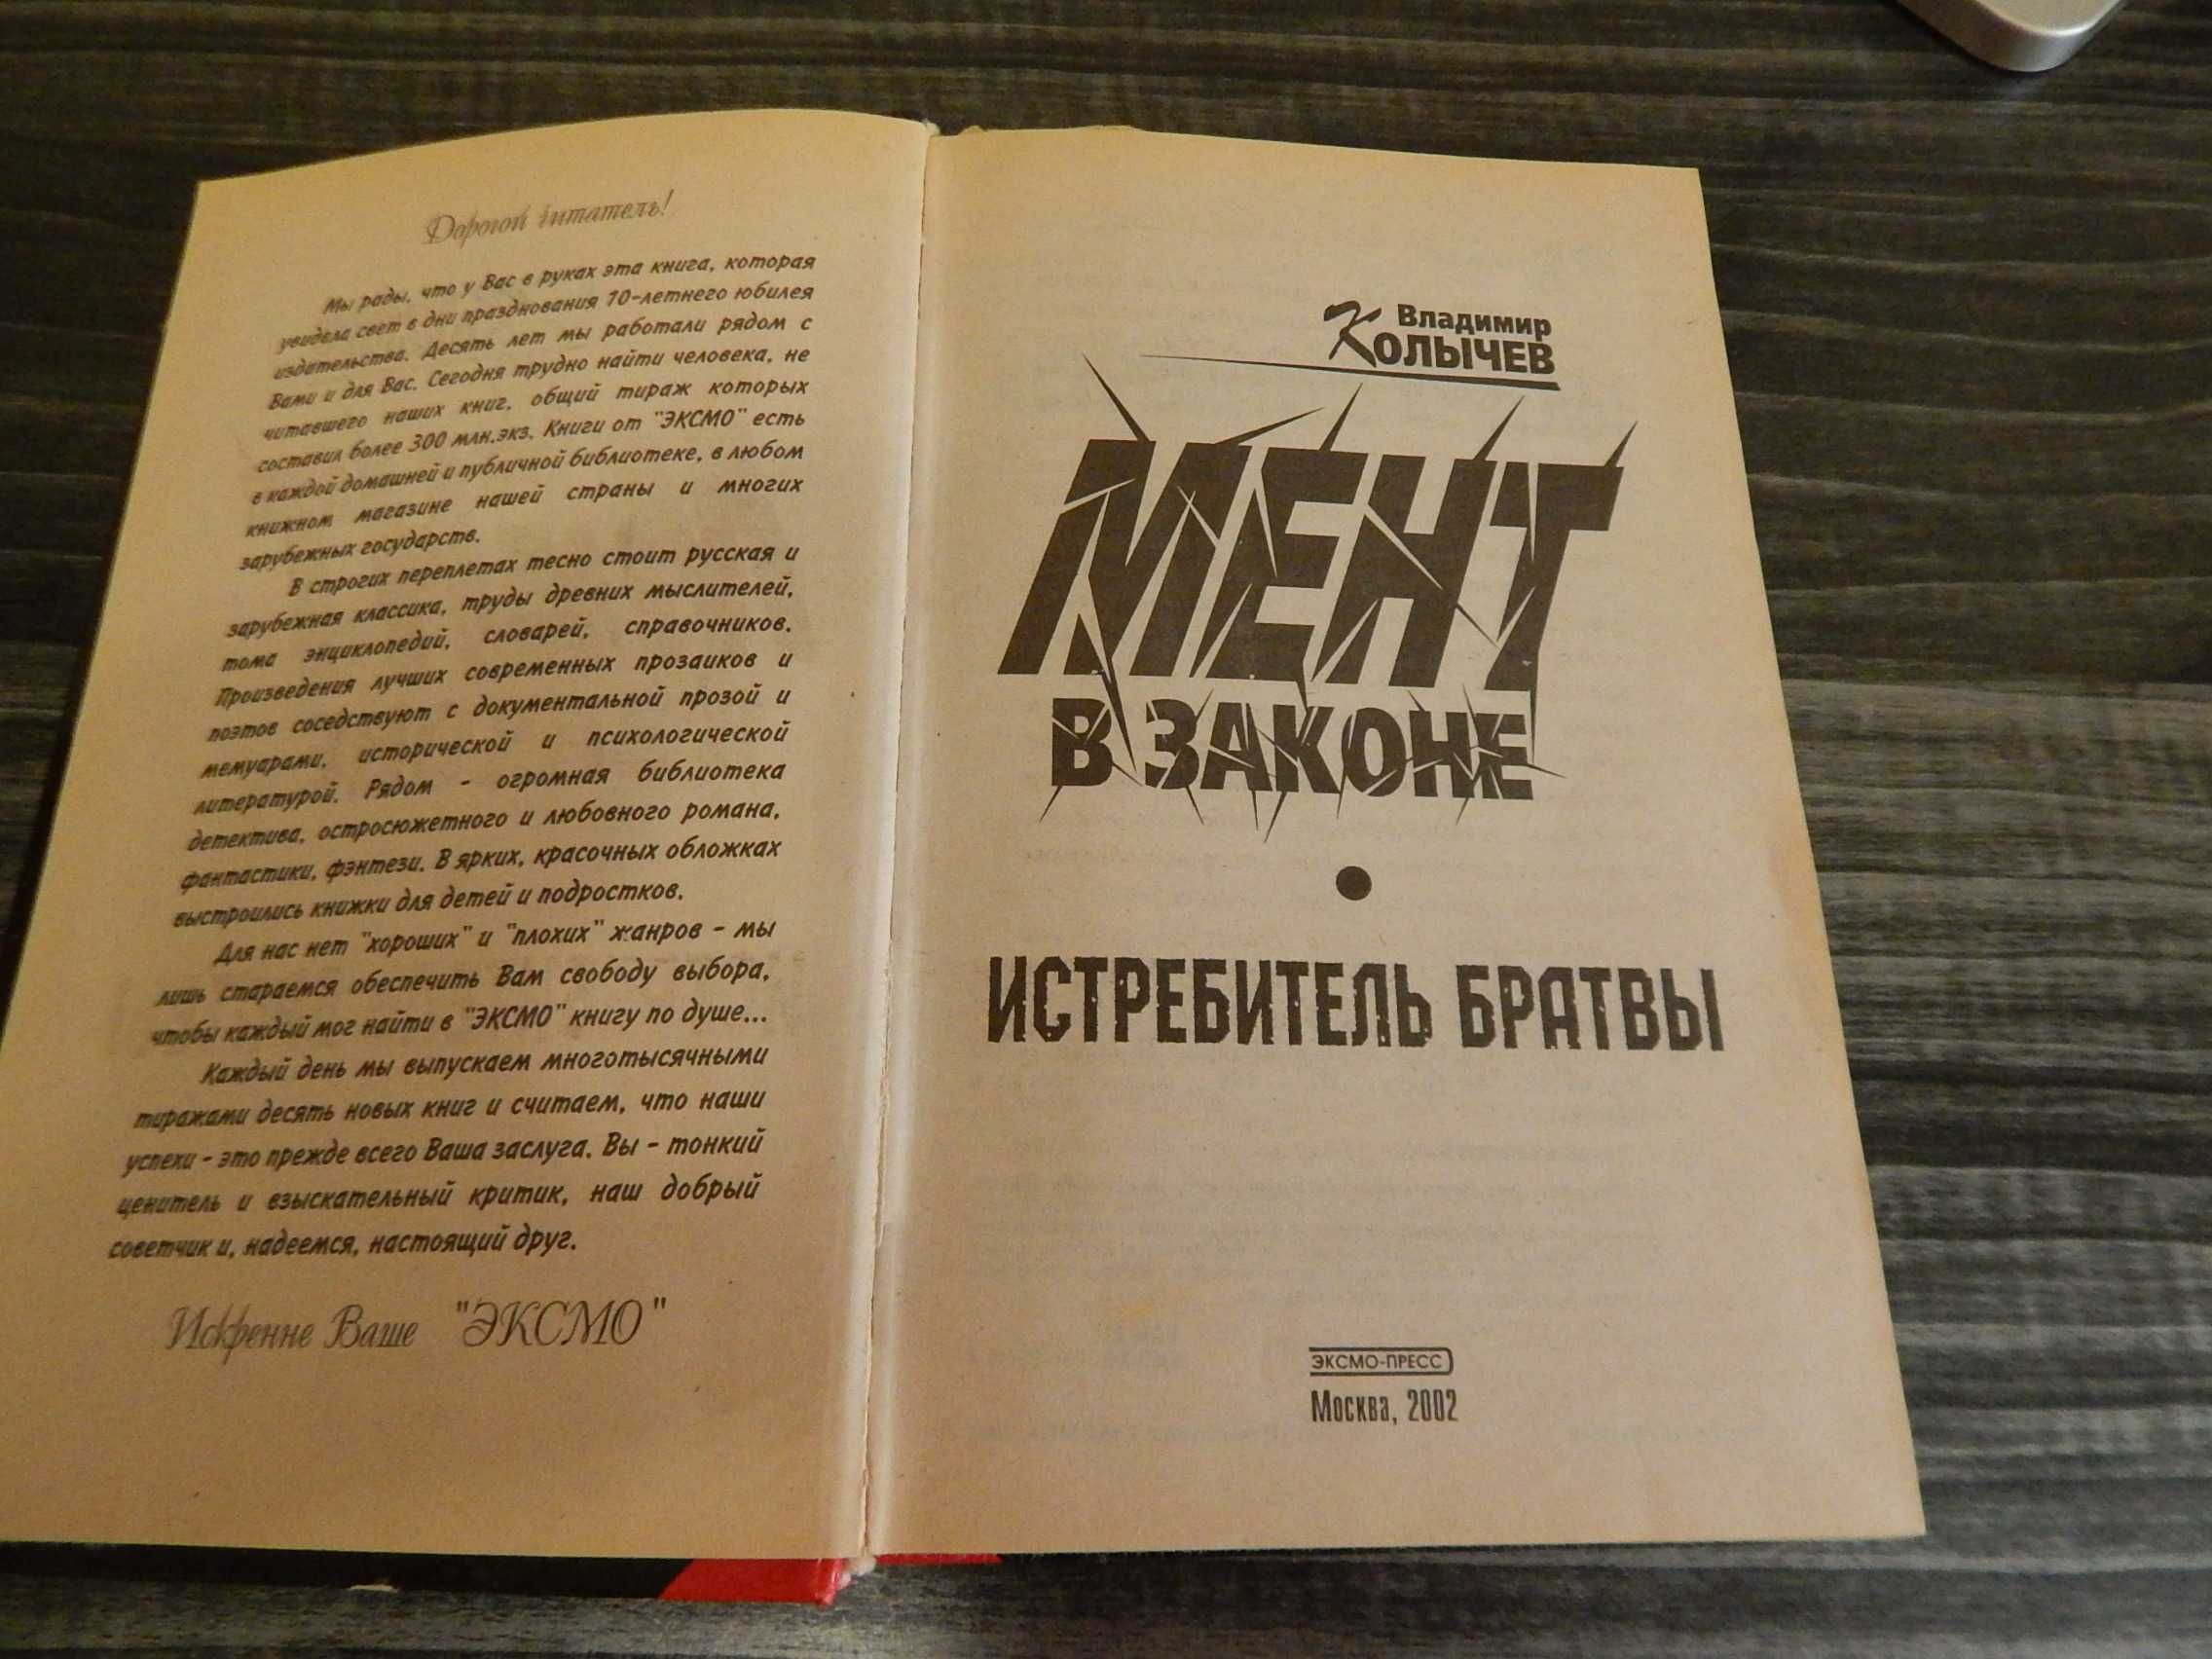 Дорогой читатель!
Мы рады, что у Вас в руках эта книга, которая
увидела свет в дни празднования 10-летнего юбилея
издательства. Десять лет мы работали рядом с
Вами и для Вас. Сегодня трудно найти человека, не
читавшего наших книг, общий тираж которых
составил более 300 млн.экз. Книги от "ЭКСМО" есть
в каждой домашней и публичной библиотеке, в любом
книжном магазине нашей страны и многих
зарубежных государств.
В строгих переплетах тесно стоит русская и
зарубежная классика, труды древних мыслителей,
тома энциклопедий, словарей, справочников.
Произведения лучших современных прозаиков и
поэтов соседствуют с документальной прозой и
мемуарами, исторической и психологической
литературой. Рядом - огромная библиотека
детектива, остросюжетного и любовного романа,
фантастики, фэнтези. В ярких, красочных обложках
выстроились книжки для детей и подростков.
Для нас нет "хороших" и "плохих" жанров - мы
лишь стараемся обеспечить Вам свободу выбора,
чтобы каждый мог найти в "ЭКСМО" книгу по душе...
Каждый день мы выпускаем многотысячными
тиражами десять новых книг и считаем, что наши
успехи - это прежде всего Ваша заслуга. Вы - тонкий
ценитель и взыскательный критик, наш добрый
советчик и, надеемся, настоящий друг.
Искренне Ваше "ЭКСМО"
Владимир
КОЛЫЧЕВ
МЕНТ
В ЗАКОНЕ
ИСТРЕБИТЕЛЬ БРАТВЫ
ЭКСМО-ПРЕСС
Москва, 2002